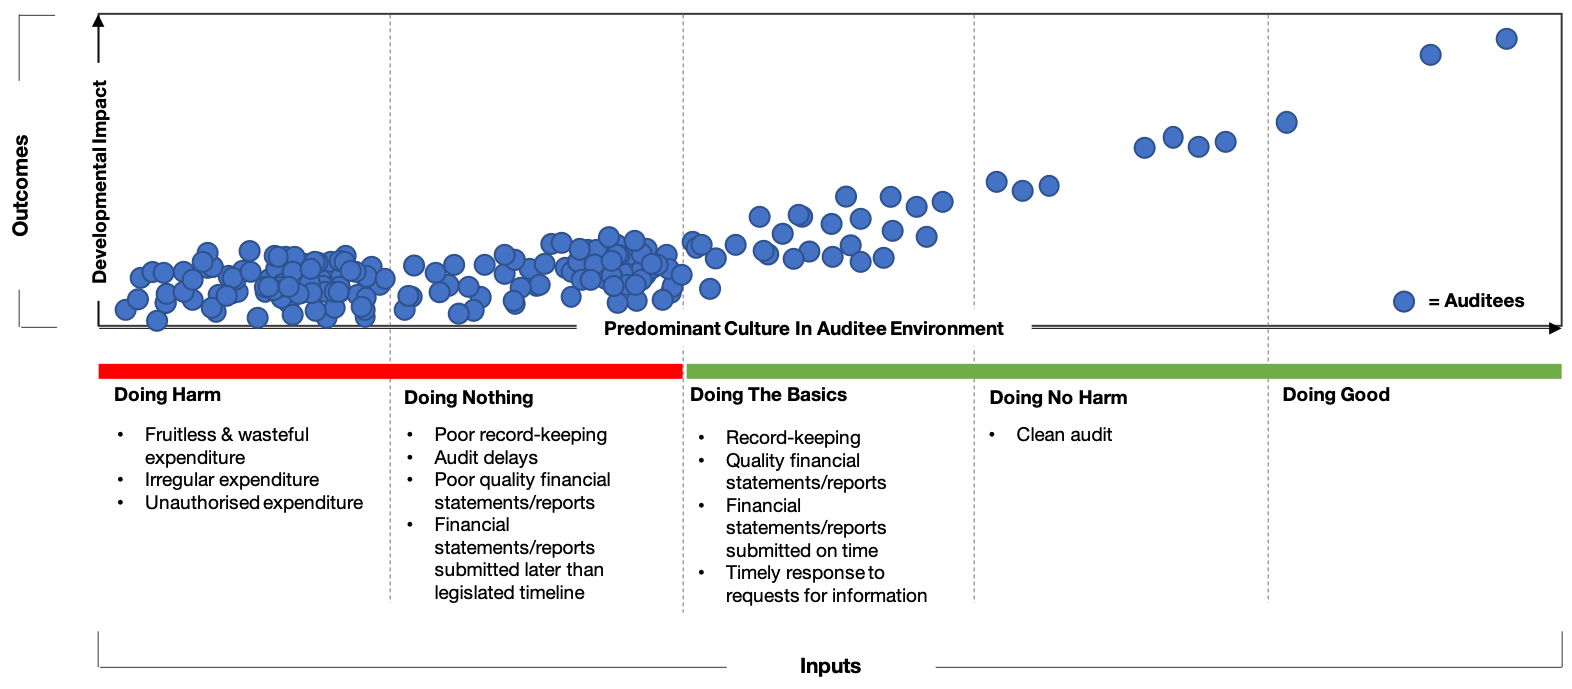 Outcomes
Developmental Impact
= Auditees
Predominant Culture In Auditee Environment
Doing Harm
• Fruitless & wasteful
expenditure
• Irregular expenditure
• Unauthorised expenditure
Doing Nothing
• Poor record-keeping
• Audit delays
• Poor quality financial
statements/reports
• Financial
statements/reports
submitted later than
legislated timeline
Doing The Basics
• Record-keeping
• Quality financial
statements/reports
• Financial
statements/reports
submitted on time
• Timely response to
requests for information
Doing No Harm
• Clean audit
Doing Good
Inputs